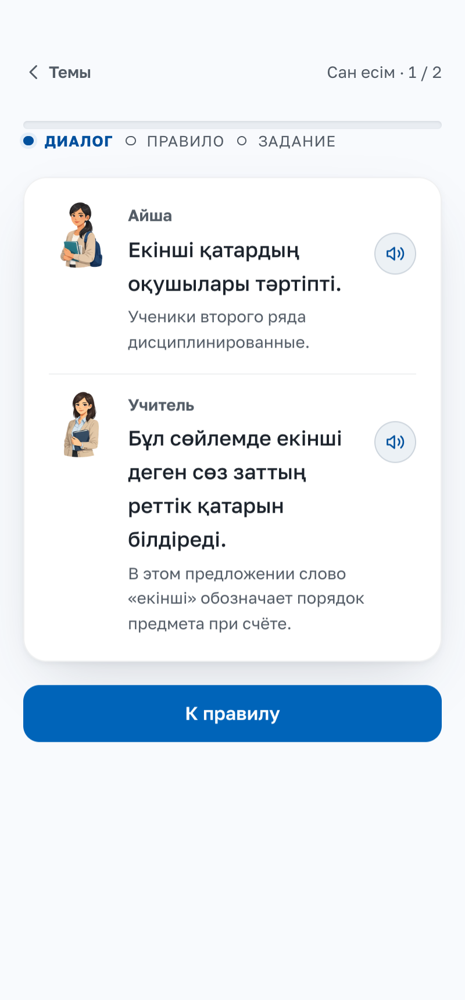 Темы
Сан есім · 1 / 2
ДИАЛОГ ПРАВИЛО ЗАДАНИЕ
Айша
Екінші қатардың
оқушылары тәртіпті.
Ученики второго ряда
дисциплинированные.
Учитель
Бұл сөйлемде екінші
деген сөз заттың
реттік қатарын
білдіреді.
В этом предложении слово
«екінші» обозначает порядок
предмета при счёте.
К правилу